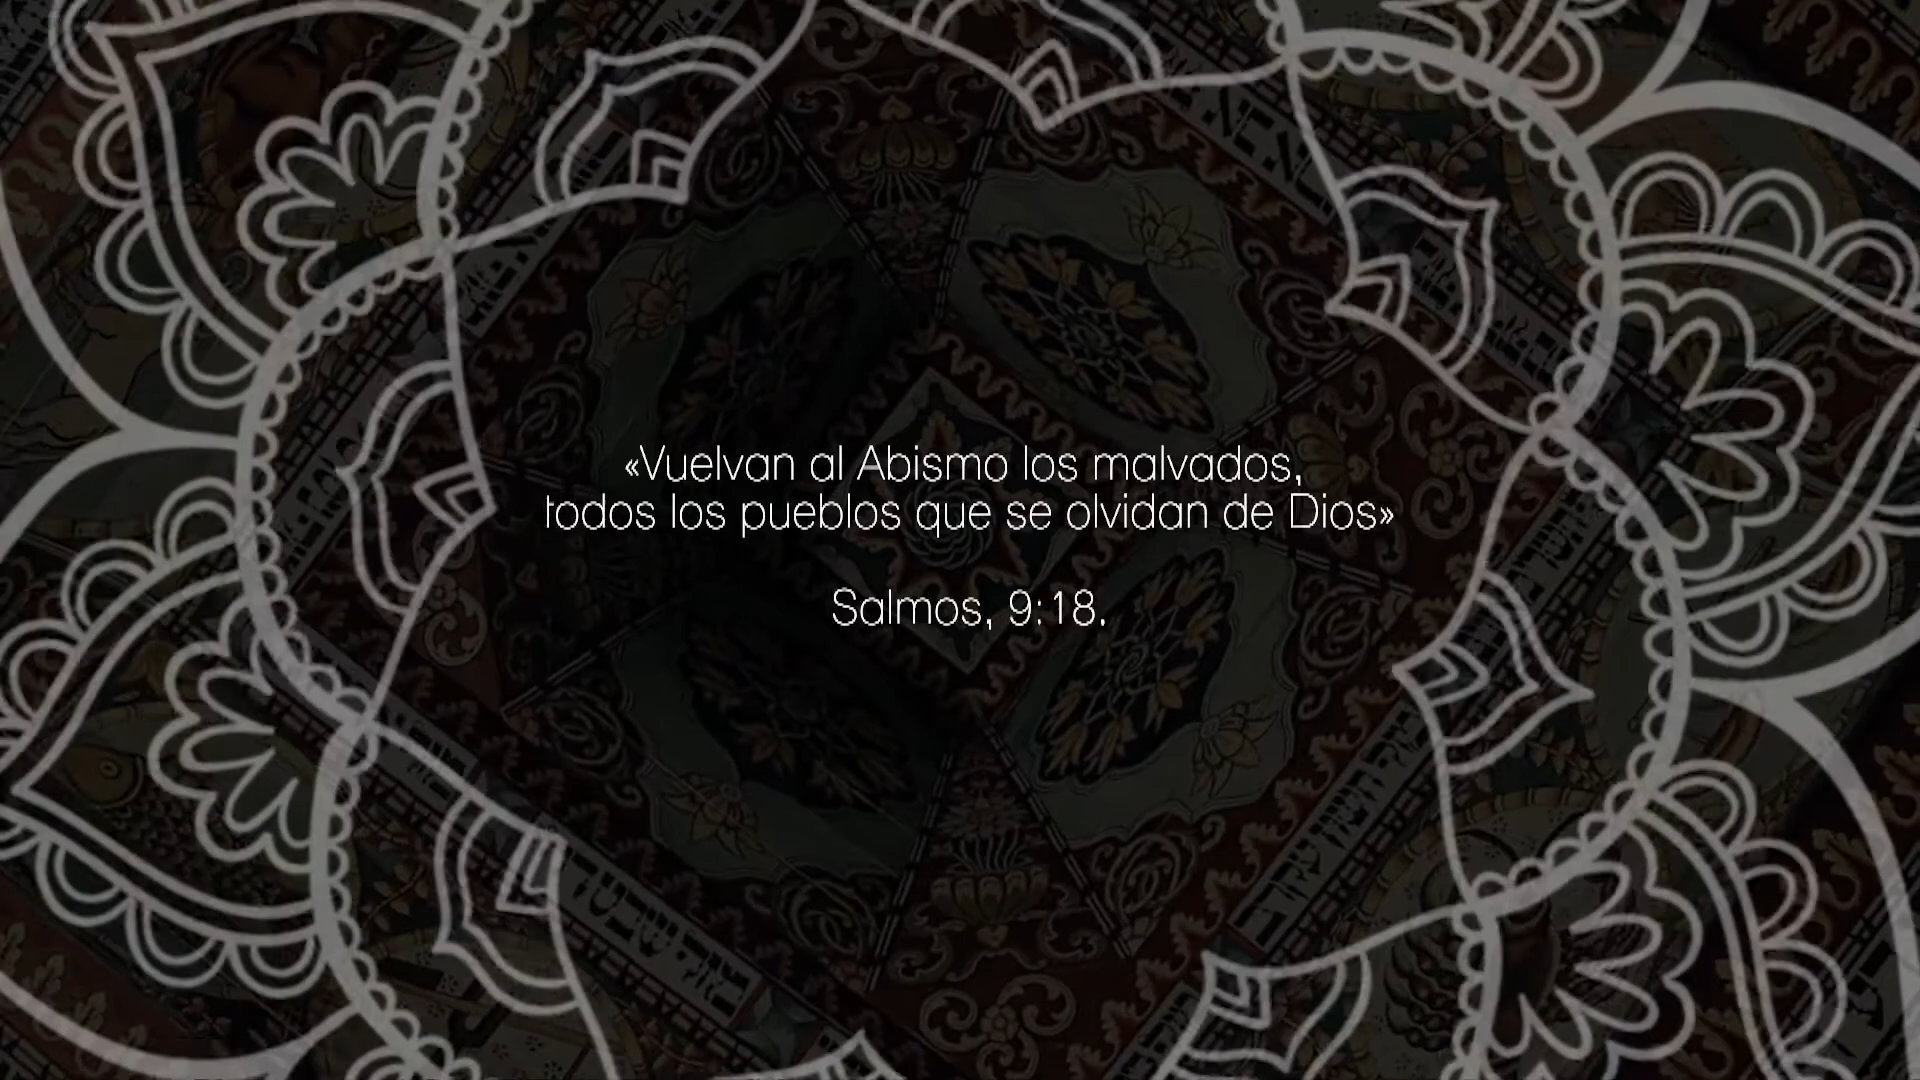 «Vuelvan al Abismo los malvados,
todos los pueblos que se olvidan de Dios»
Salmos, 9:18.